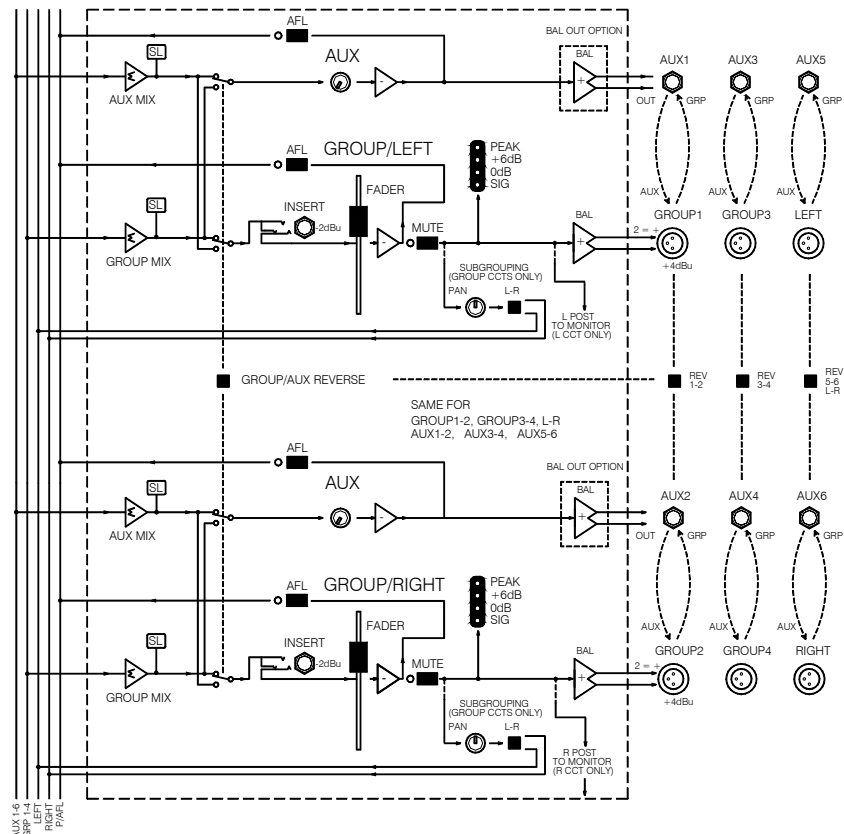 AFL
BAL OUT OPTION
SL
AUX
BAL
AUX1
AUX3
AUX5
AUX MIX
OUT
GRP
GRP
GRP
AFL
GROUP/LEFT
PEAK
+6dB
0dB
SIG
SL
INSERT
FADER
-2dBu
MUTE
BAL
AUX
AUX
AUX
GROUP1
GROUP3
LEFT
2 = +
+4dBu
GROUP MIX
SUBGROUPING
(GROUP CCTS ONLY)
PAN
L-R
L POST
TO MONITOR
(L CCT ONLY)
GROUP/AUX REVERSE
REV
1-2
REV
3-4
REV
5-6
L-R
SAME FOR
GROUP1-2, GROUP3-4, L-R
AUX1-2, AUX3-4, AUX5-6
AFL
BAL OUT OPTION
SL
AUX
BAL
AUX2
AUX4
AUX6
AUX MIX
OUT
GRP
GRP
GRP
AFL
GROUP/RIGHT
PEAK
+6dB
0dB
SIG
SL
INSERT
FADER
-2dBu
MUTE
BAL
AUX
AUX
AUX
GROUP2
GROUP4
RIGHT
2 = +
+4dBu
GROUP MIX
SUBGROUPING
(GROUP CCTS ONLY)
PAN
L-R
R POST
TO MONITOR
(R CCT ONLY)
AUX 1-6
GRP 1-4
LEFT
RIGHT
P/AFL